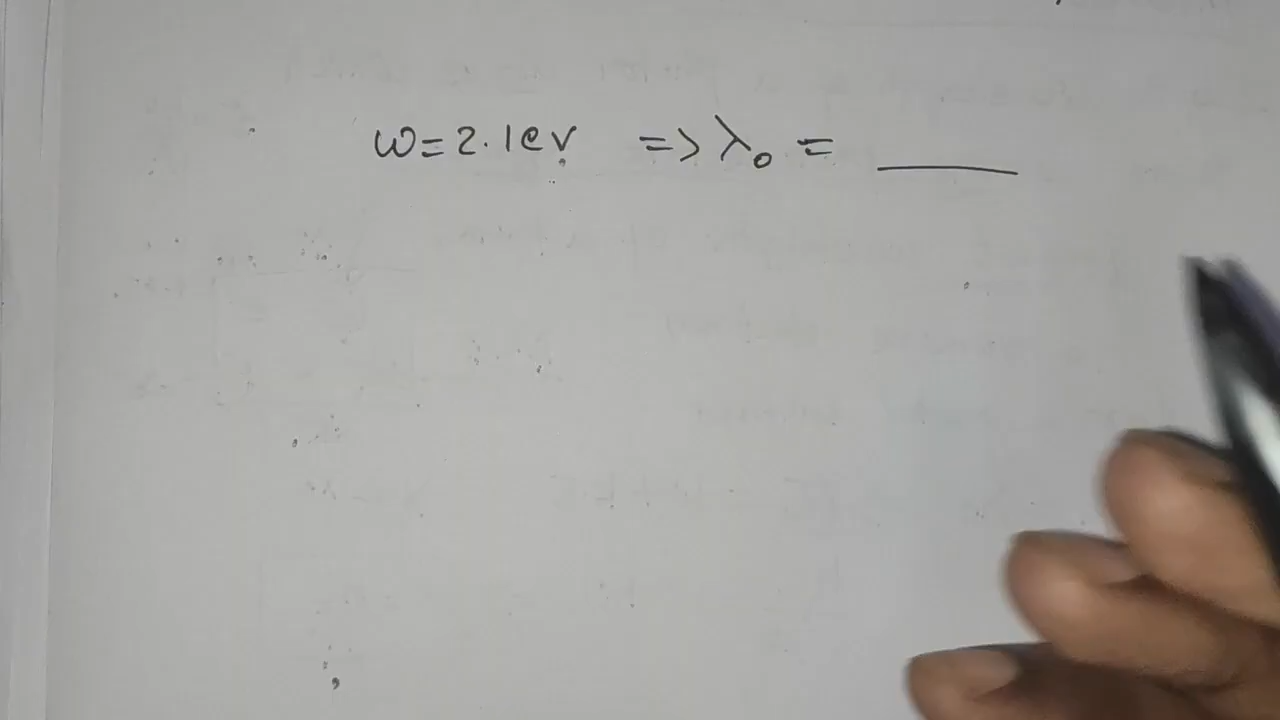 W=2.1eV => λ₀ = ____